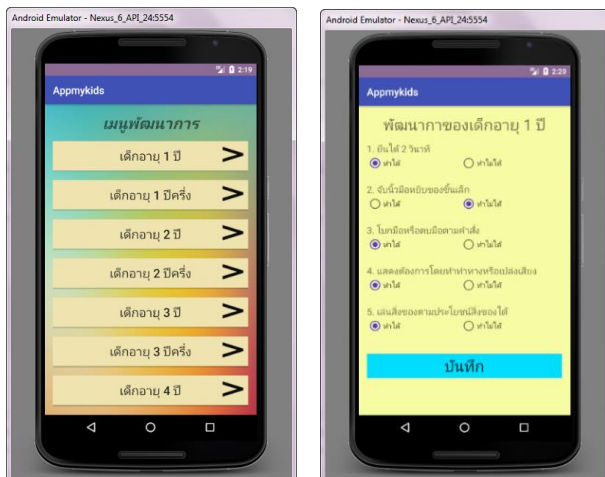 Android Emulator - Nexus_6_API_24:5554
2:19
Appmykids
เมนูพัฒนาการ
เด็กอายุ 1 ปี >
เด็กอายุ 1 ปีครึ่ง >
เด็กอายุ 2 ปี >
เด็กอายุ 2 ปีครึ่ง >
เด็กอายุ 3 ปี >
เด็กอายุ 3 ปีครึ่ง >
เด็กอายุ 4 ปี >
Android Emulator - Nexus_6_API_24:5554
2:29
Appmykids
พัฒนากาของเด็กอายุ 1 ปี
1. ยืนได้ 2 วินาที
ทำได้ ทำไม่ได้
2. จับนิ้วมือหยิบของชิ้นเล็ก
ทำได้ ทำไม่ได้
3. โบกมือหรือตบมือตามคำสั่ง
ทำได้ ทำไม่ได้
4. แสดงต้องการโดยทำท่าทางหรือเปล่งเสียง
ทำได้ ทำไม่ได้
5. เล่นสิ่งของตามประโยชน์สิ่งของได้
ทำได้ ทำไม่ได้
บันทึก